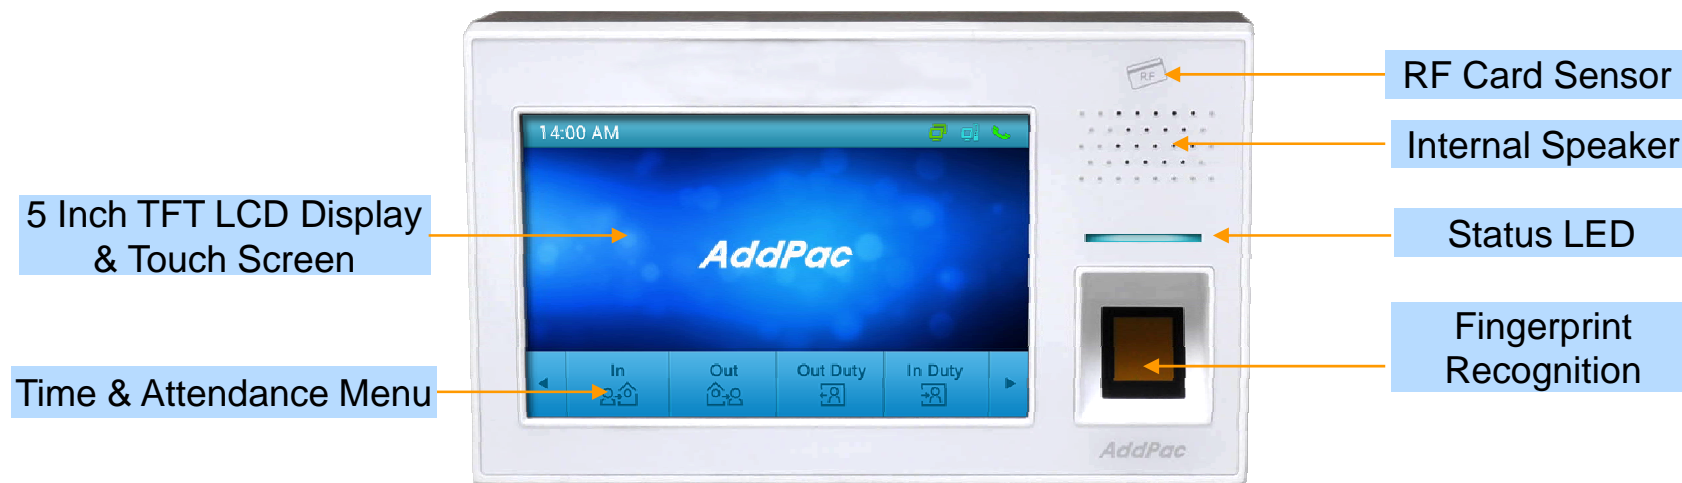 RF Card Sensor
RF
Internal Speaker
14:00 AM
5 Inch TFT LCD Display
& Touch Screen
AddPac
Status LED
Fingerprint
Recognition
Time & Attendance Menu
In
Out
Out Duty
In Duty
AddPac